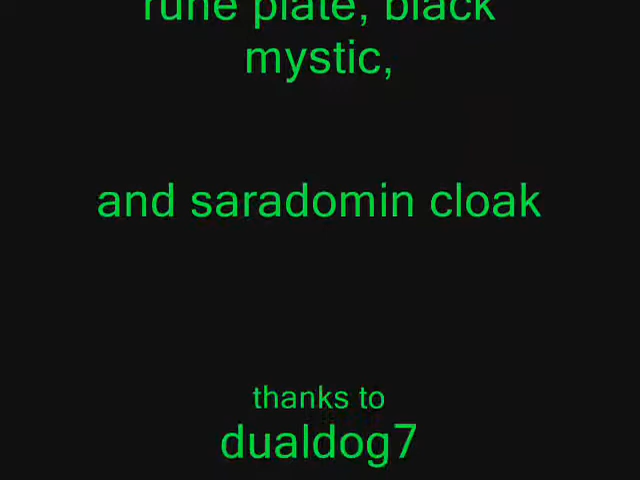 rune plate, black
mystic,
and saradomin cloak
thanks to
dualdog7